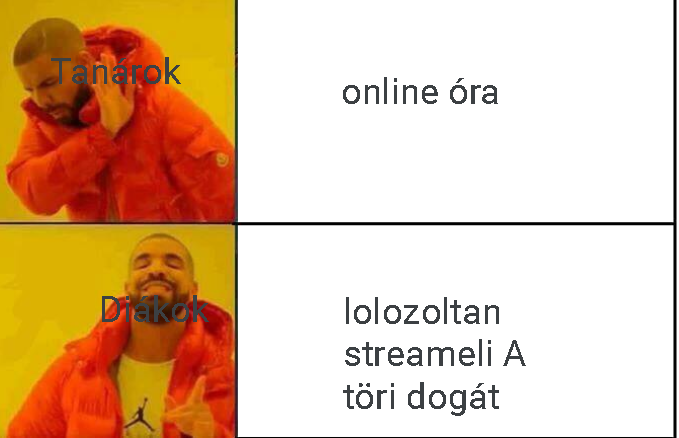 Tanárok
online óra
Diákok
lolozoltan
streameli A
töri dogát